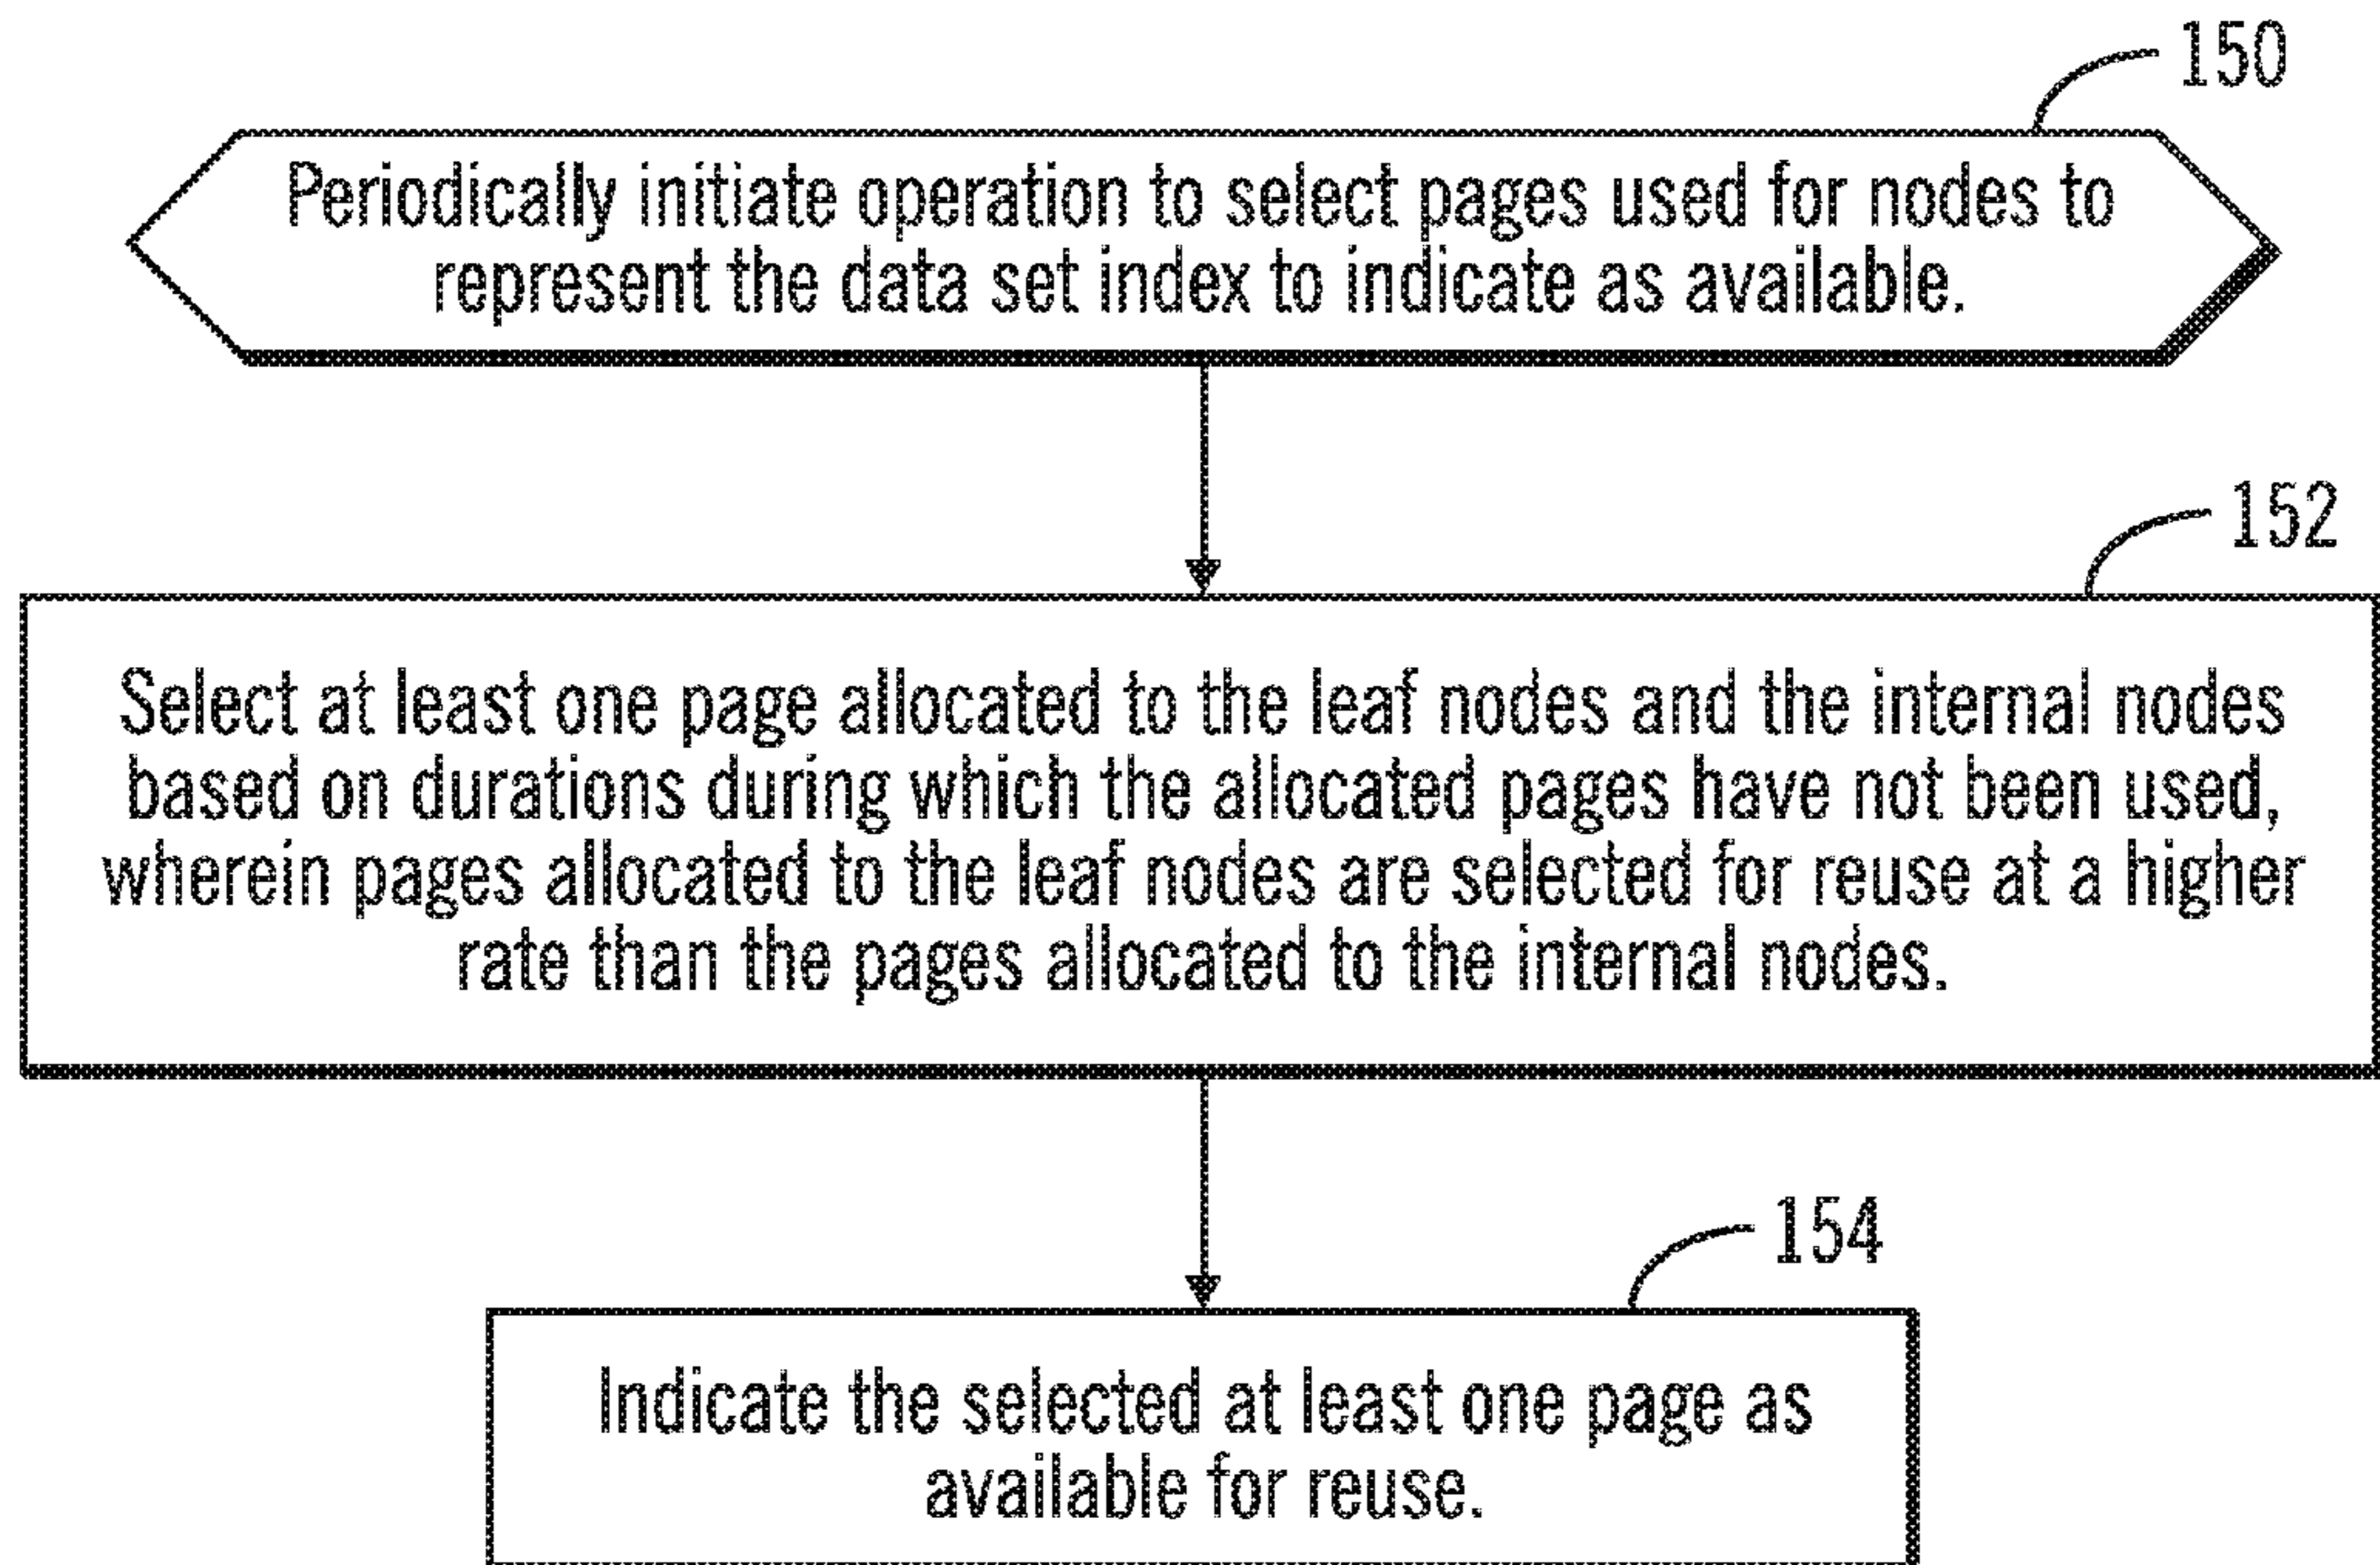 150
Periodically initiate operation to select pages used for nodes to
represent the data set index to indicate as available.
152
Select at least one page allocated to the leaf nodes and the internal nodes
based on durations during which the allocated pages have not been used,
wherein pages allocated to the leaf nodes are selected for reuse at a higher
rate than the pages allocated to the internal nodes.
154
Indicate the selected at least one page as
available for reuse.